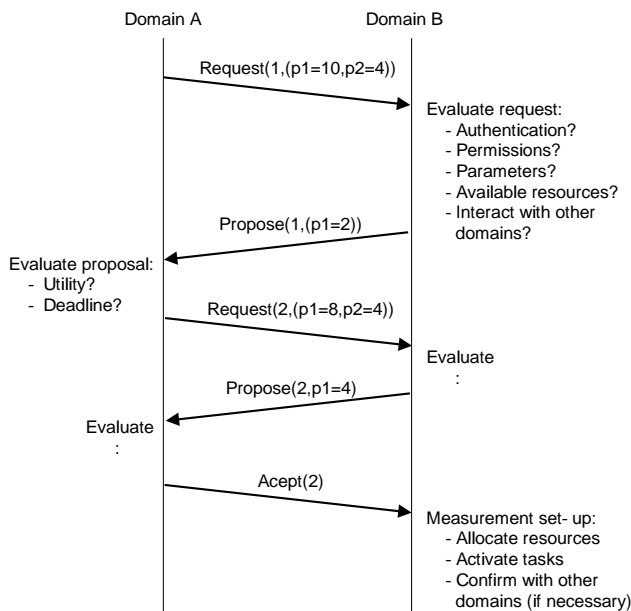 Domain A
Domain B
Request(1,(p1=10,p2=4))
Evaluate request:
- Authentication?
- Permissions?
- Parameters?
- Available resources?
- Interact with other
domains?
Propose(1,(p1=2))
Evaluate proposal:
- Utility?
- Deadline?
Request(2,(p1=8,p2=4))
Evaluate
:
Propose(2,p1=4)
Evaluate
:
Acept(2)
Measurement set- up:
- Allocate resources
- Activate tasks
- Confirm with other
domains (if necessary)